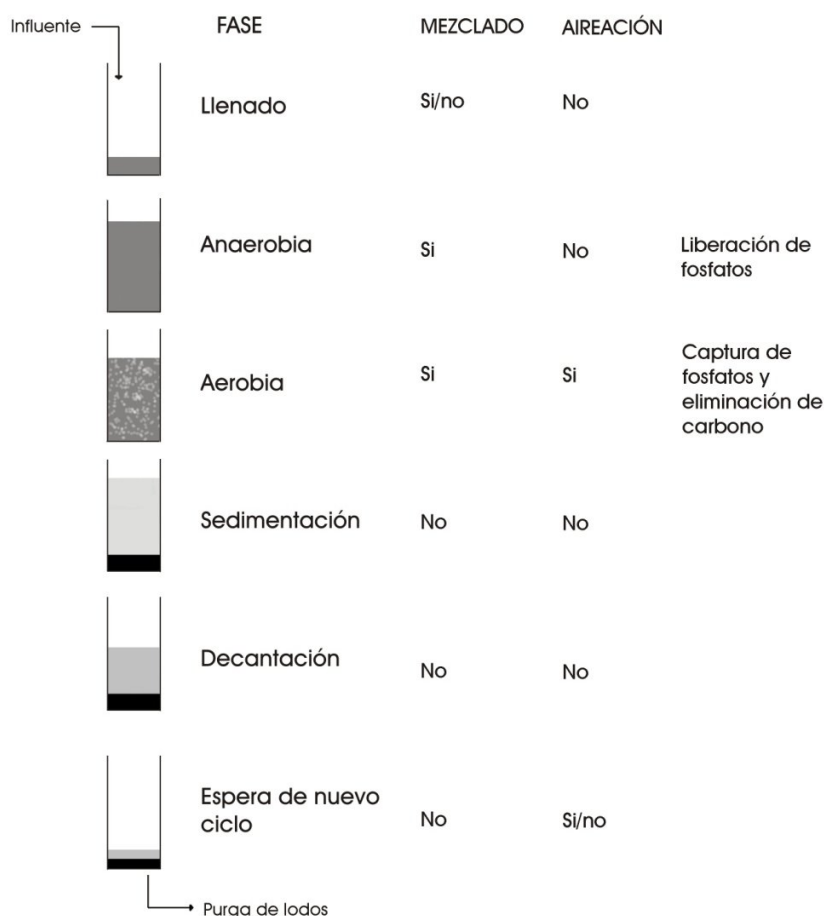 Influente
FASE MEZCLADO AIREACIÓN
Llenado Si/no No
Anaerobia Si No Liberación de
fosfatos
Aerobia Si Si Captura de
fosfatos y
eliminación de
carbono
Sedimentación No No
Decantación No No
Espera de nuevo
ciclo No Si/no
Purga de lodos